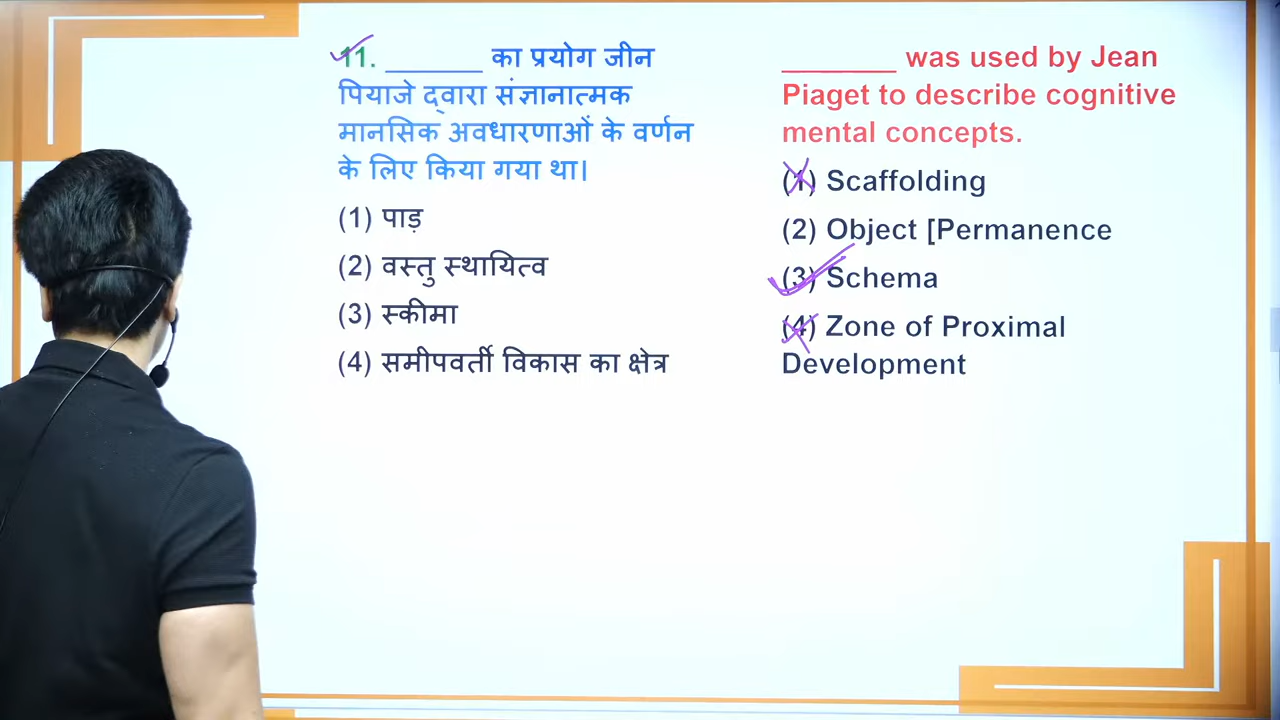 11. _______ का प्रयोग जीन
पियाजे द्वारा संज्ञानात्मक
मानसिक अवधारणाओं के वर्णन
के लिए किया गया था।
(1) पाड़
(2) वस्तु स्थायित्व
(3) स्कीमा
(4) समीपवर्ती विकास का क्षेत्र
_______ was used by Jean
Piaget to describe cognitive
mental concepts.
(1) Scaffolding
(2) Object [Permanence
(3) Schema
(4) Zone of Proximal
Development